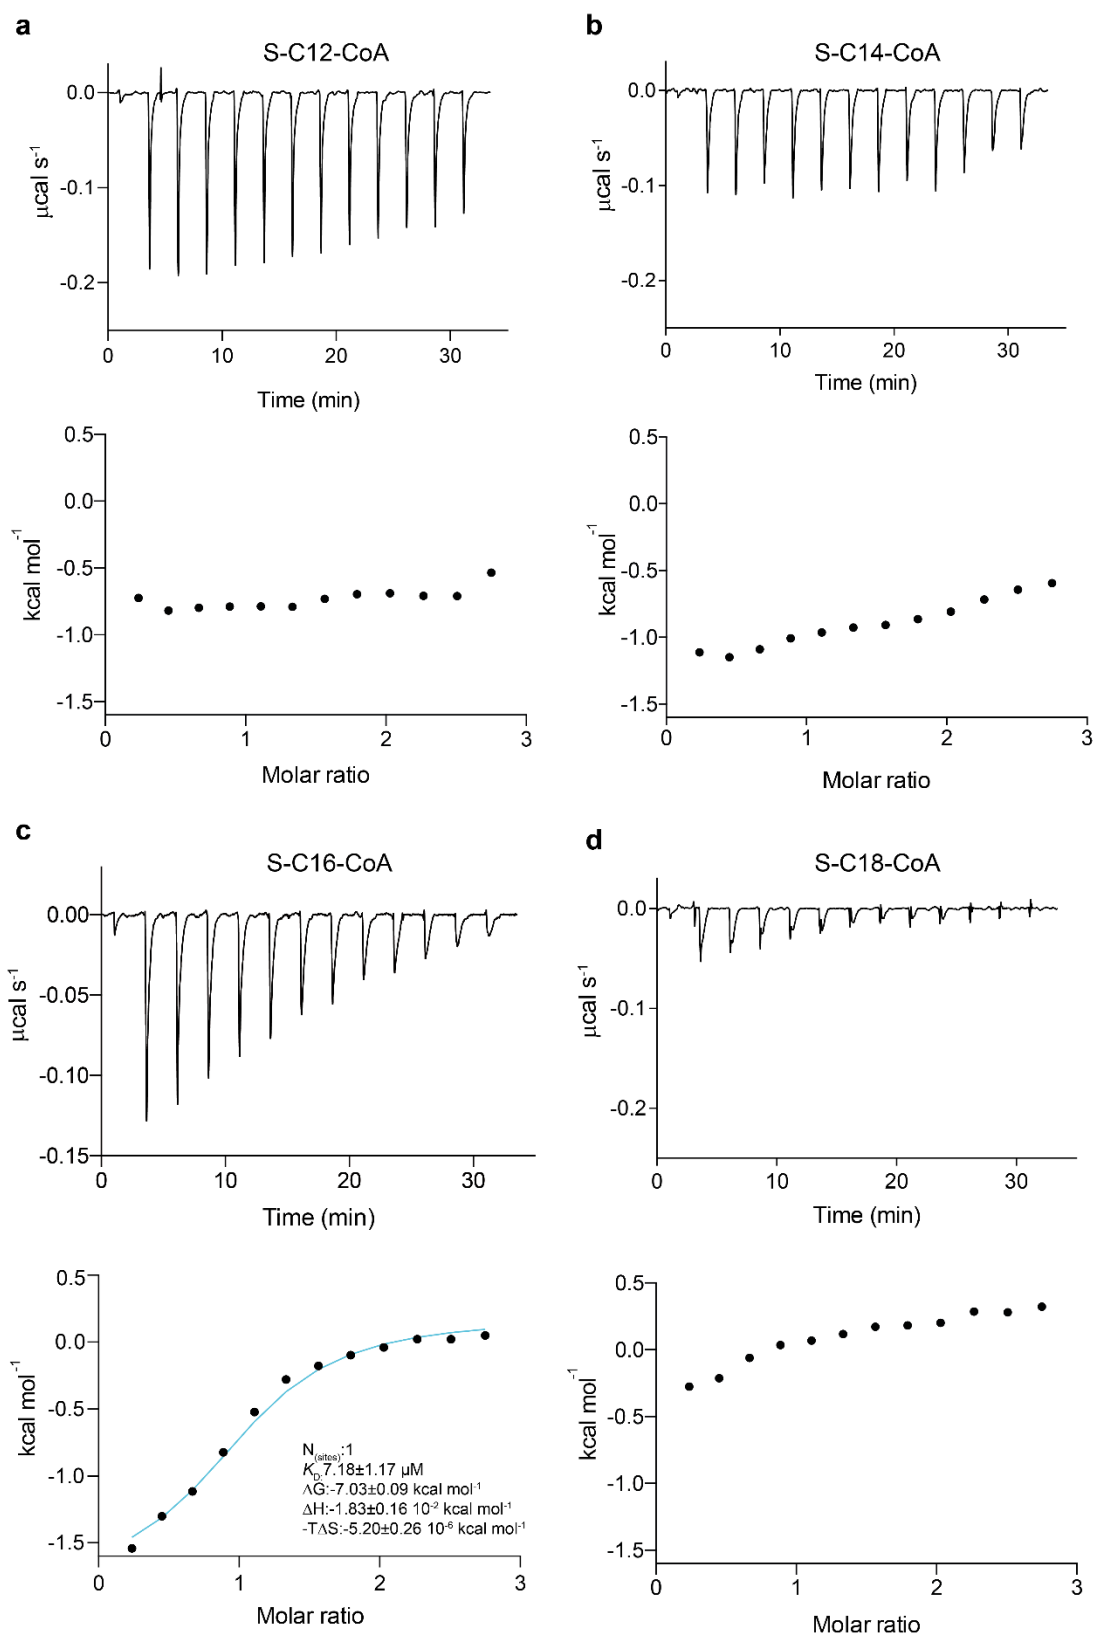 a
S-C12-CoA
0.0
-0.1
-0.2
μcal s⁻¹
0 10 20 30
Time (min)
0.5
0.0
-0.5
-1.0
-1.5
kcal mol⁻¹
0 1 2 3
Molar ratio
b
S-C14-CoA
0.0
-0.1
-0.2
μcal s⁻¹
0 10 20 30
Time (min)
0.5
0.0
-0.5
-1.0
-1.5
kcal mol⁻¹
0 1 2 3
Molar ratio
c
S-C16-CoA
0.00
-0.05
-0.10
-0.15
μcal s⁻¹
0 10 20 30
Time (min)
0.5
0.0
-0.5
-1.0
-1.5
kcal mol⁻¹
N(sites):1
KD:7.18±1.17 μM
ΔG:-7.03±0.09 kcal mol⁻¹
ΔH:-1.83±0.16 10⁻² kcal mol⁻¹
-TΔS:-5.20±0.26 10⁻⁶ kcal mol⁻¹
0 1 2 3
Molar ratio
d
S-C18-CoA
0.0
-0.1
-0.2
μcal s⁻¹
0 10 20 30
Time (min)
0.5
0.0
-0.5
-1.0
-1.5
kcal mol⁻¹
0 1 2 3
Molar ratio